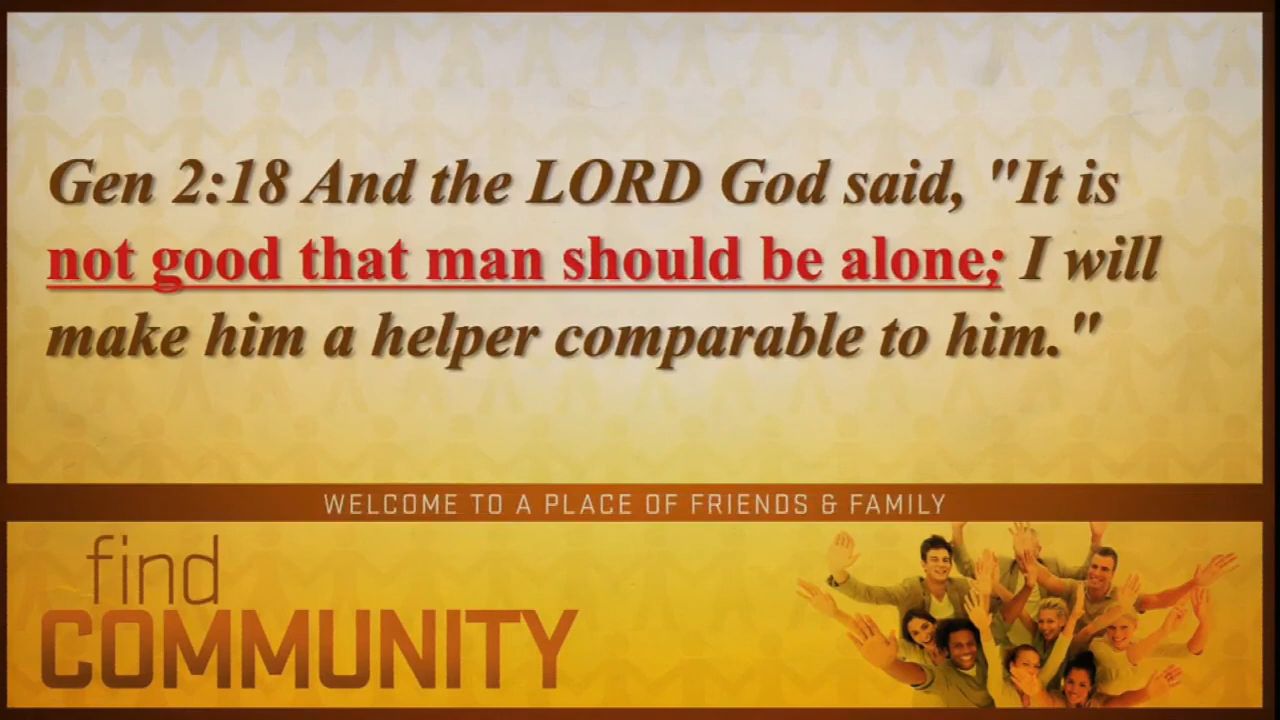 Gen 2:18 And the LORD God said, "It is
not good that man should be alone; I will
make him a helper comparable to him."
WELCOME TO A PLACE OF FRIENDS & FAMILY
find
COMMUNITY